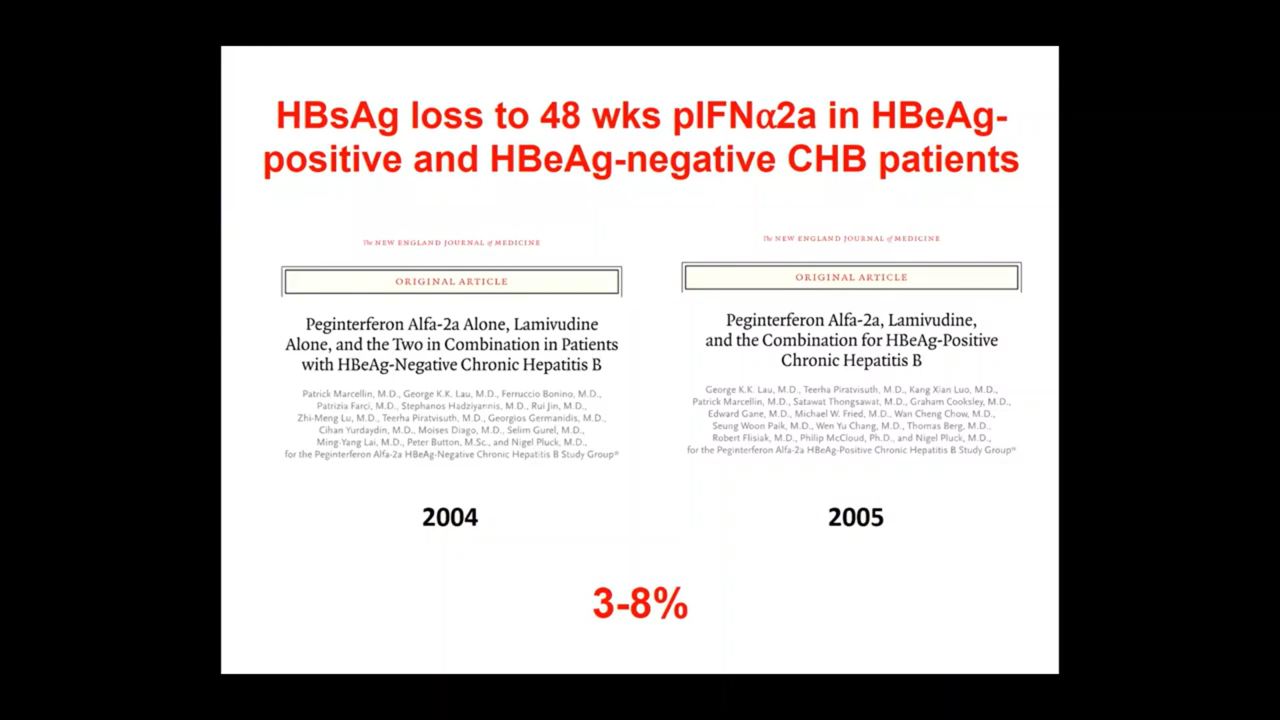 HBsAg loss to 48 wks pIFNα2a in HBeAg-
positive and HBeAg-negative CHB patients
The NEW ENGLAND JOURNAL of MEDICINE
ORIGINAL ARTICLE
Peginterferon Alfa-2a Alone, Lamivudine
Alone, and the Two in Combination in Patients
with HBeAg-Negative Chronic Hepatitis B
Patrick Marcellin, M.D., George K.K. Lau, M.D., Ferruccio Bonino, M.D.,
Patrizia Farci, M.D., Stephanos Hadziyannis, M.D., Rui Jin, M.D.,
Zhi-Meng Lu, M.D., Teerha Piratvisuth, M.D., Georgios Germanidis, M.D.,
Cihan Yurdaydin, M.D., Moises Diago, M.D., Selim Gurel, M.D.,
Ming-Yang Lai, M.D., Peter Button, M.Sc., and Nigel Pluck, M.D.,
for the Peginterferon Alfa-2a HBeAg-Negative Chronic Hepatitis B Study Group*
2004
The NEW ENGLAND JOURNAL of MEDICINE
ORIGINAL ARTICLE
Peginterferon Alfa-2a, Lamivudine,
and the Combination for HBeAg-Positive
Chronic Hepatitis B
George K.K. Lau, M.D., Teerha Piratvisuth, M.D., Kang Xian Luo, M.D.,
Patrick Marcellin, M.D., Satawat Thongsawat, M.D., Graham Cooksley, M.D.,
Edward Gane, M.D., Michael W. Fried, M.D., Wan Cheng Chow, M.D.,
Seung Woon Paik, M.D., Wen Yu Chang, M.D., Thomas Berg, M.D.,
Robert Flisiak, M.D., Philip McCloud, Ph.D., and Nigel Pluck, M.D.,
for the Peginterferon Alfa-2a HBeAg-Positive Chronic Hepatitis B Study Group*
2005
3-8%